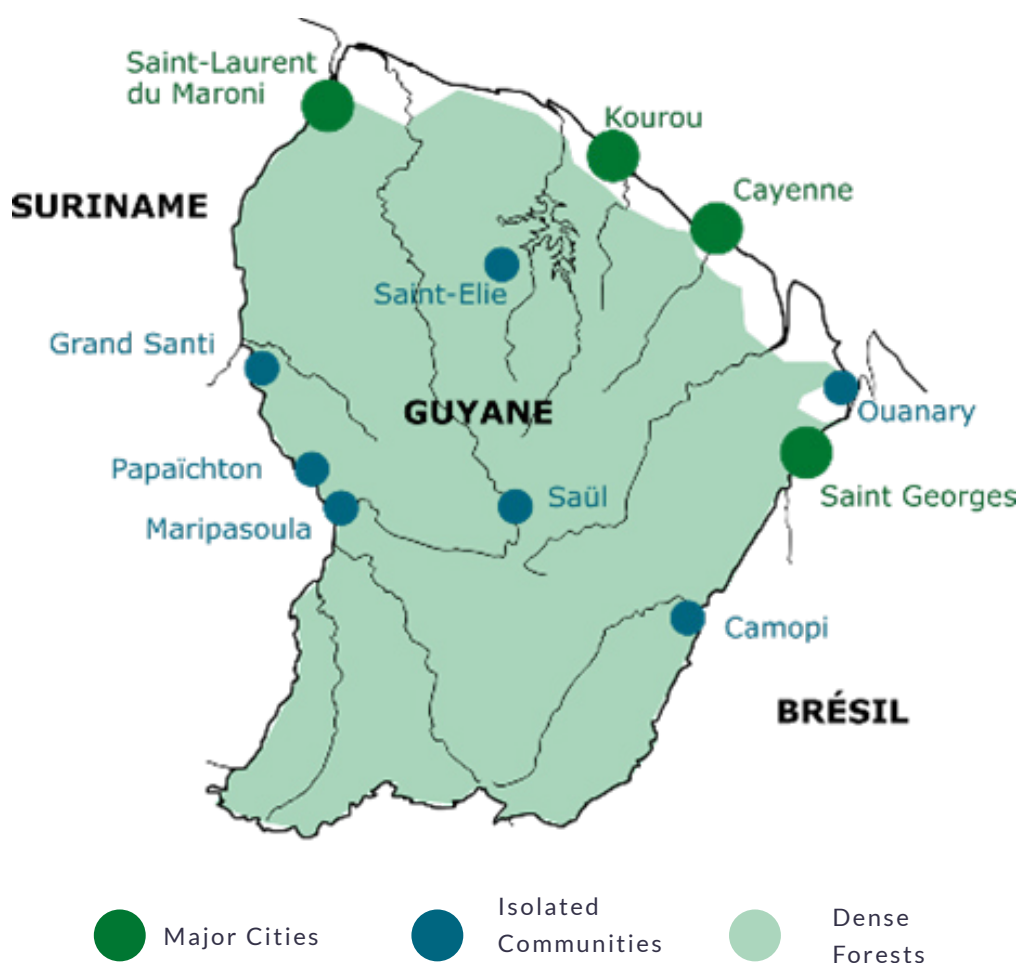 Saint-Laurent
du Maroni
Kourou
Cayenne
SURINAME
Saint-Elie
Grand Santi
GUYANE
Ouanary
Papaïchton
Saül
Saint Georges
Maripasoula
Camopi
BRÉSIL
Major Cities
Isolated
Communities
Dense
Forests